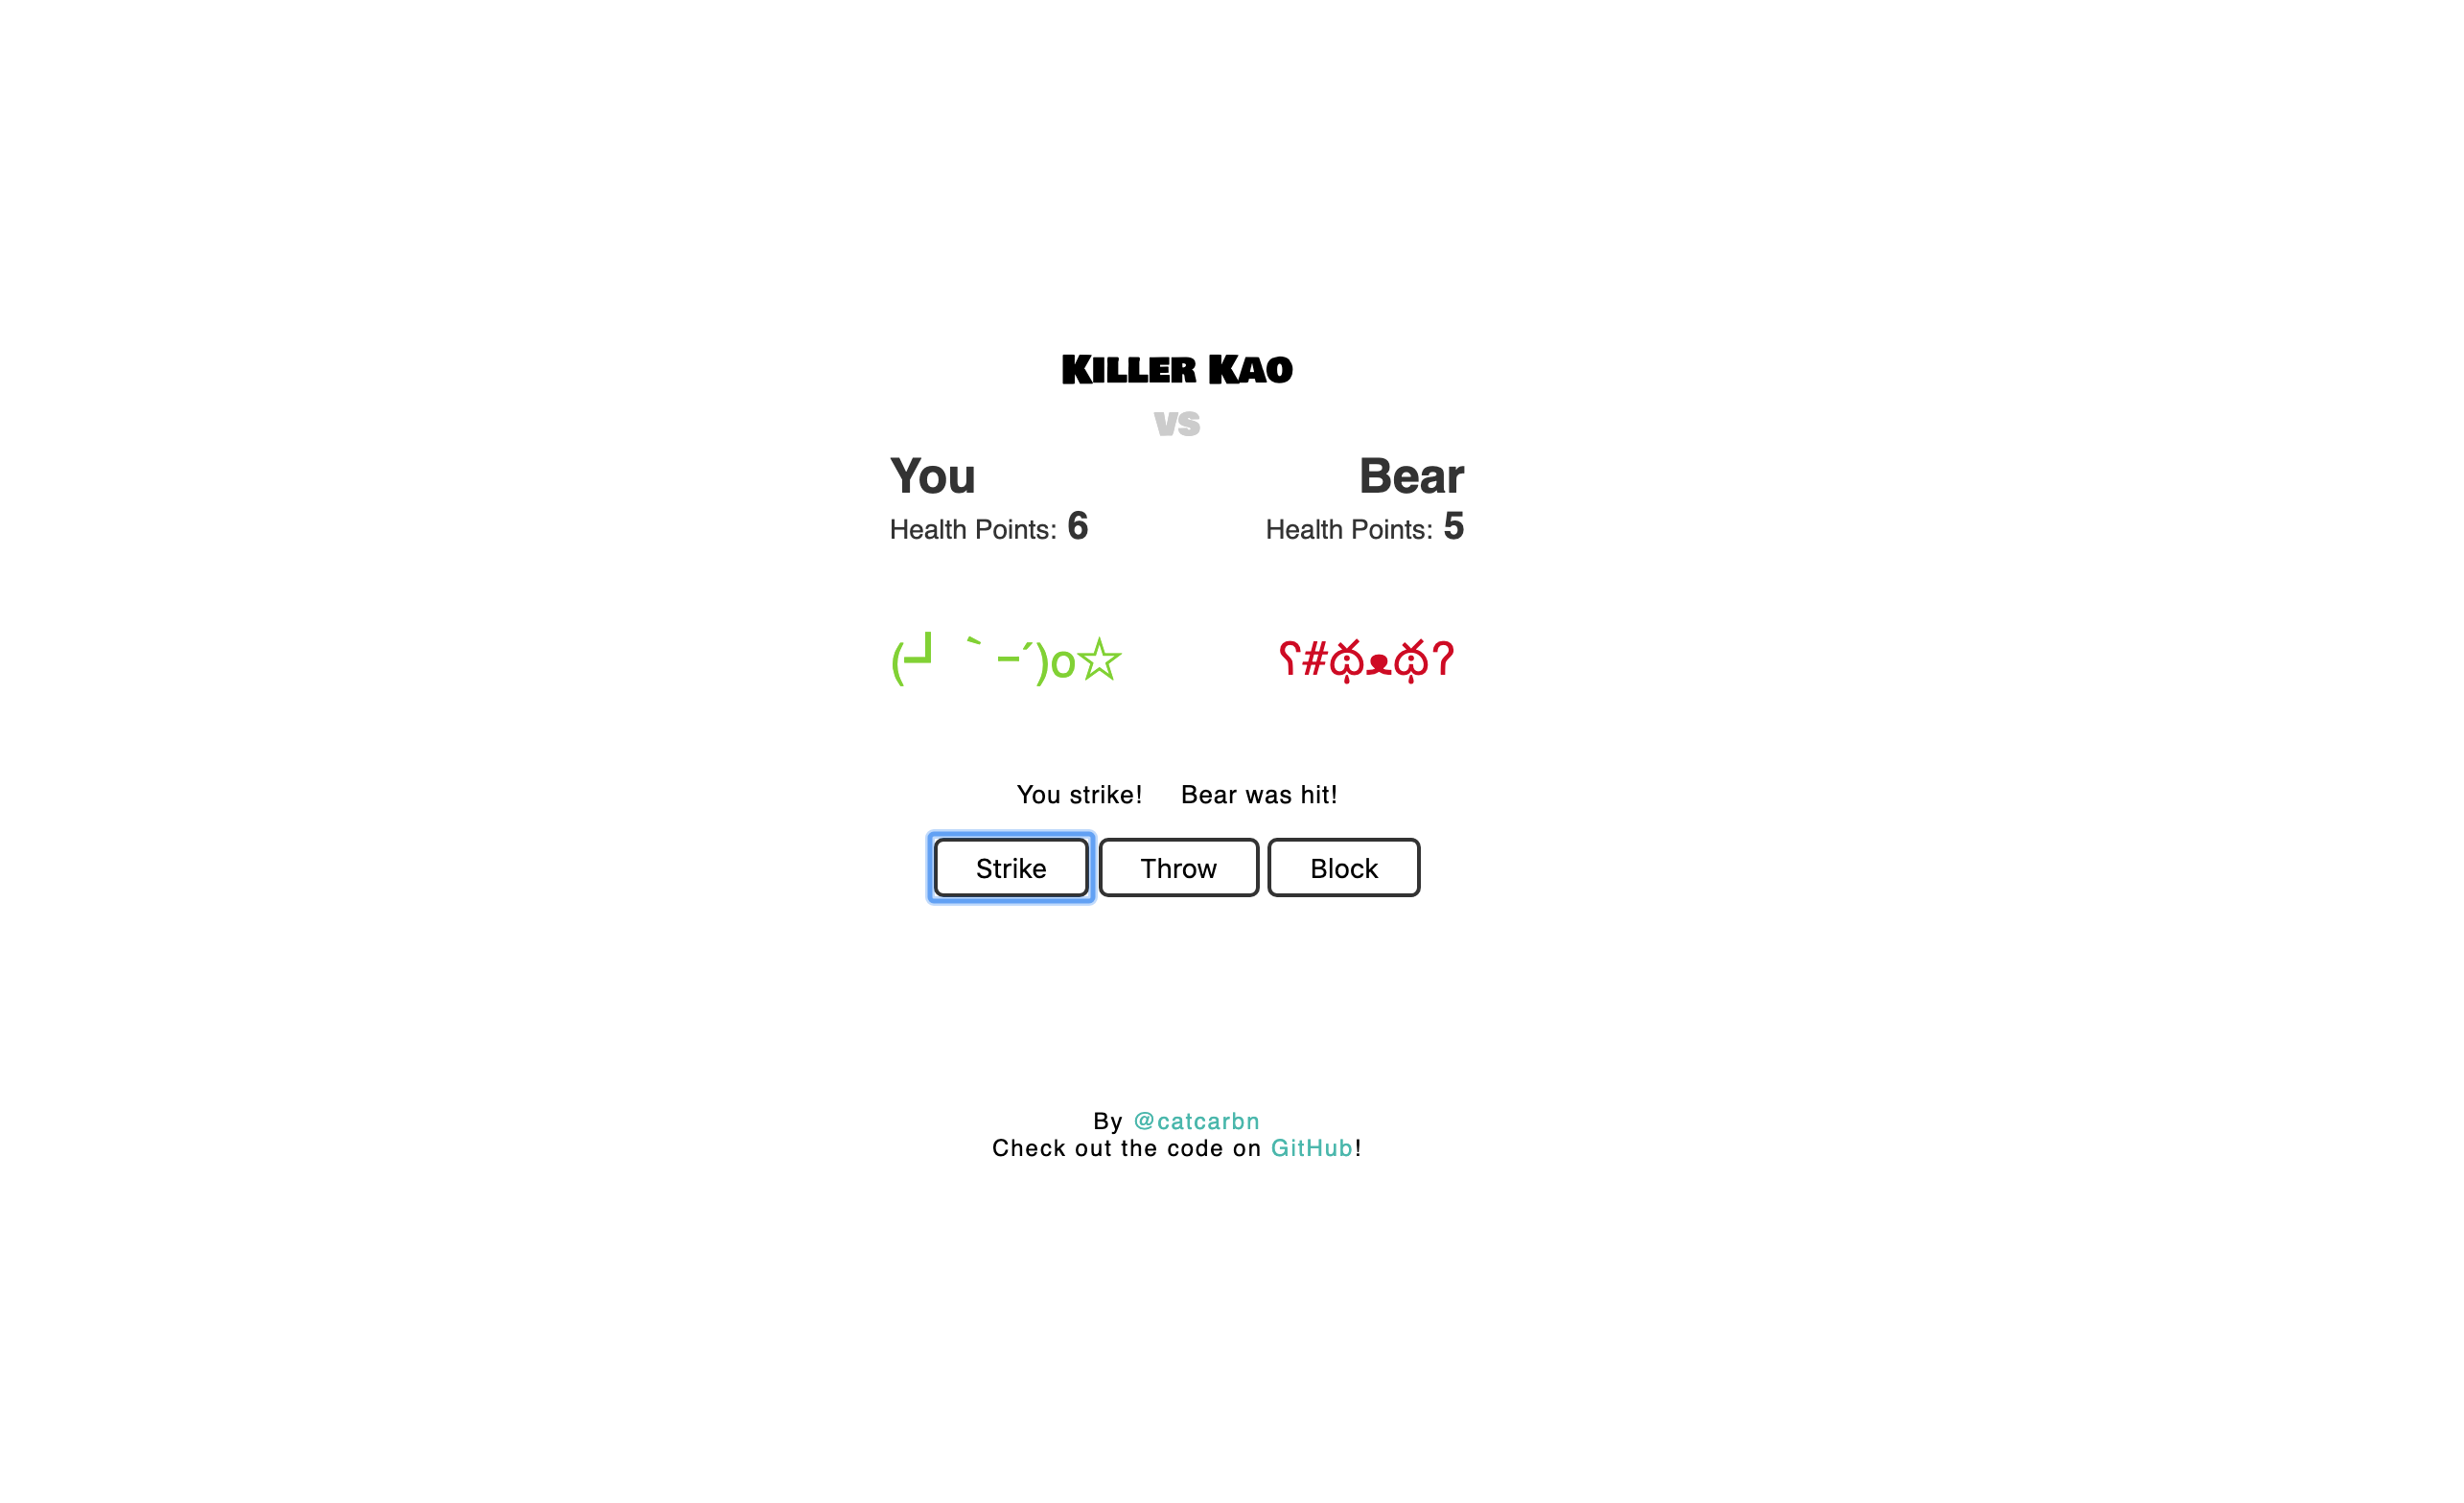 Killer Kao
vs
You Bear
Health Points: 6 Health Points: 5
(┛｀-´)o☆
You strike! Bear was hit!
Strike Throw Block
By @catcarbn
Check out the code on GitHub!